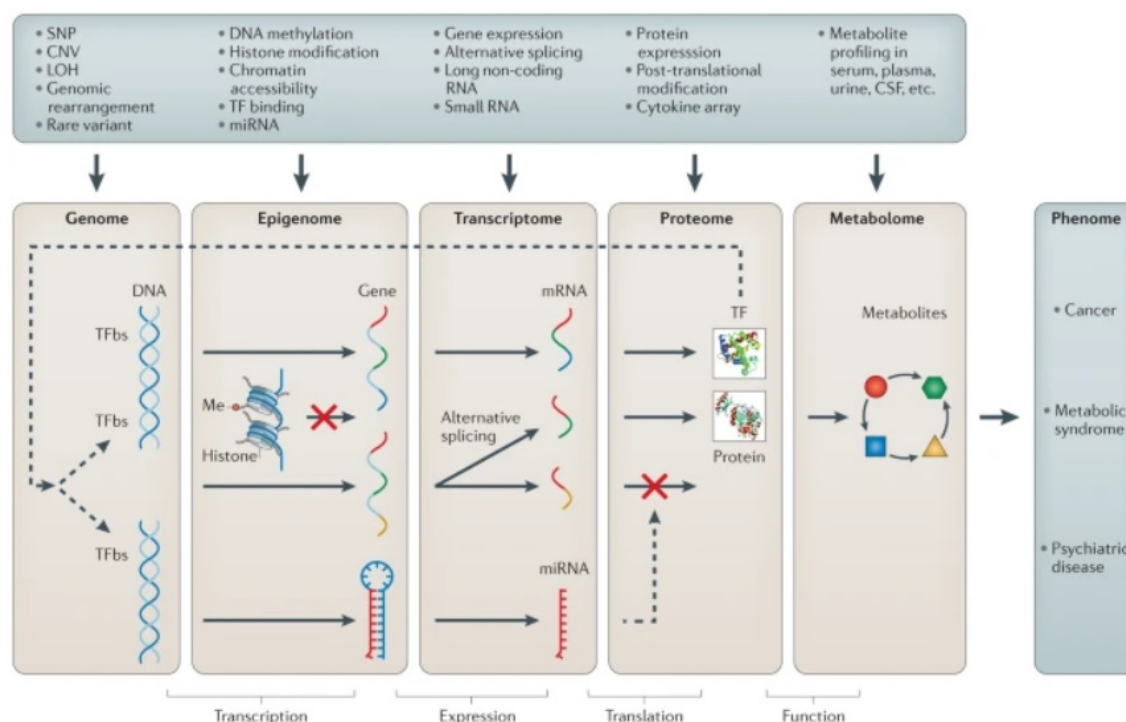 • SNP
• CNV
• LOH
• Genomic
rearrangement
• Rare variant
• DNA methylation
• Histone modification
• Chromatin
accessibility
• TF binding
• miRNA
• Gene expression
• Alternative splicing
• Long non-coding
RNA
• Small RNA
• Protein
expresssion
• Post-translational
modification
• Cytokine array
• Metabolite
profiling in
serum, plasma,
urine, CSF, etc.
Genome
Epigenome
Transcriptome
Proteome
Metabolome
Phenome
DNA
TFbs
TFbs
TFbs
Gene
Me
Histone
mRNA
Alternative
splicing
miRNA
TF
Protein
Metabolites
• Cancer
• Metabolic
syndrome
• Psychiatric
disease
Transcription
Expression
Translation
Function